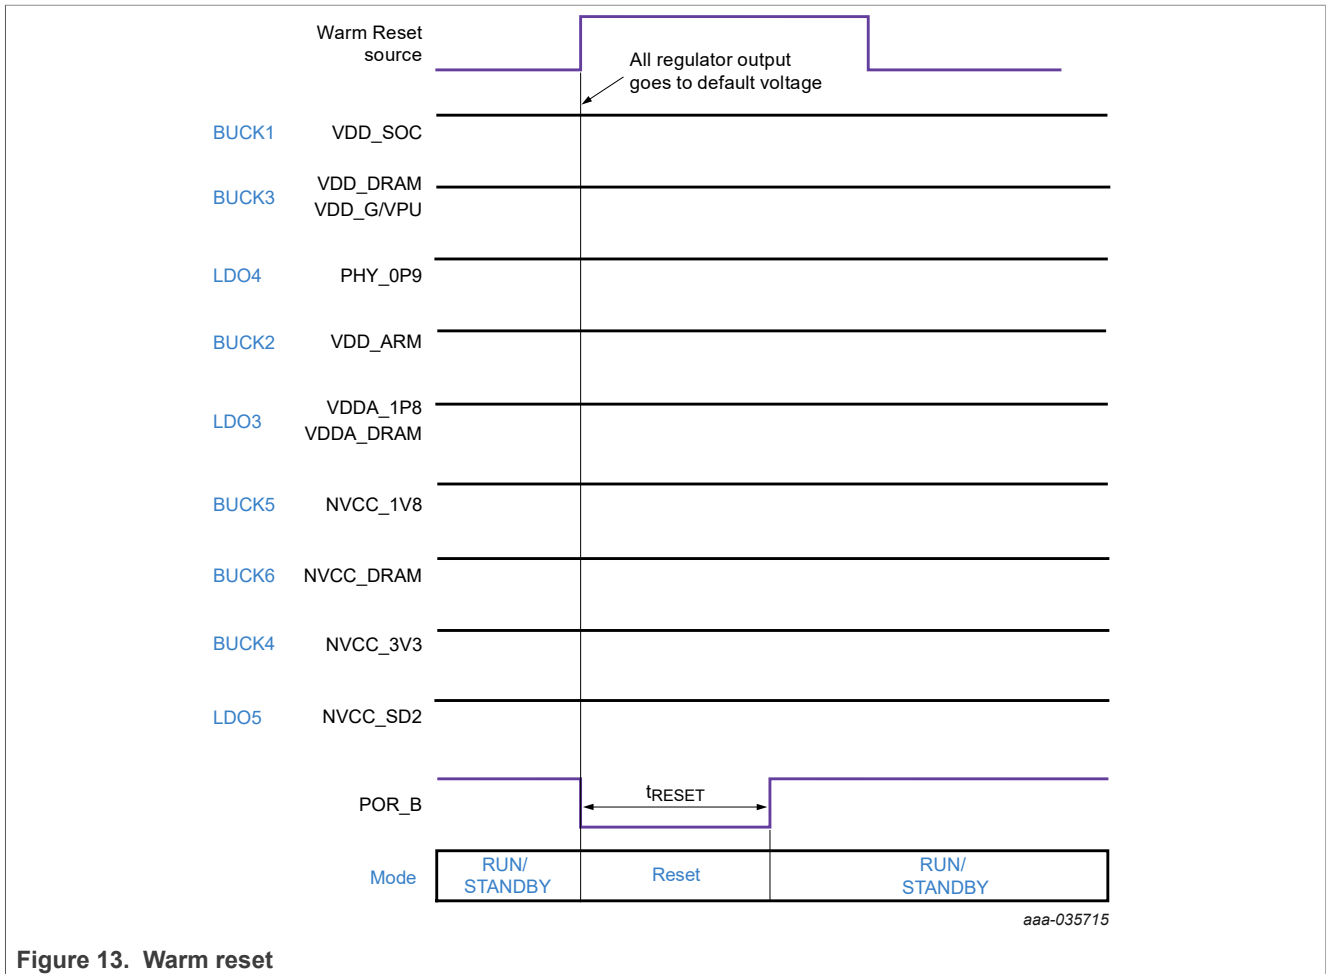 Warm Reset
source
All regulator output
goes to default voltage
BUCK1 VDD_SOC
BUCK3 VDD_DRAM
VDD_G/VPU
LDO4 PHY_0P9
BUCK2 VDD_ARM
LDO3 VDDA_1P8
VDDA_DRAM
BUCK5 NVCC_1V8
BUCK6 NVCC_DRAM
BUCK4 NVCC_3V3
LDO5 NVCC_SD2
POR_B tRESET
Mode RUN/
STANDBY Reset RUN/
STANDBY
aaa-035715
Figure 13. Warm reset